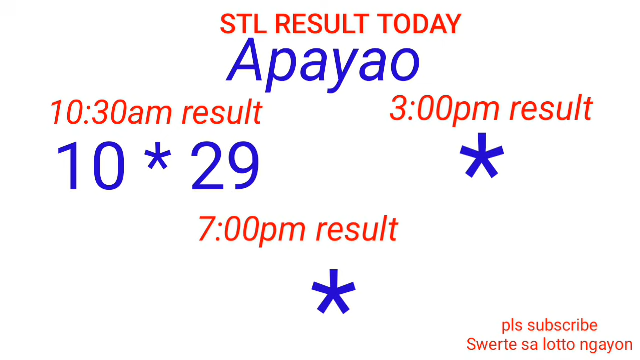 STL RESULT TODAY
Apayao
10:30am result
10 * 29
3:00pm result
*
7:00pm result
*
pls subscribe
Swerte sa lotto ngayon